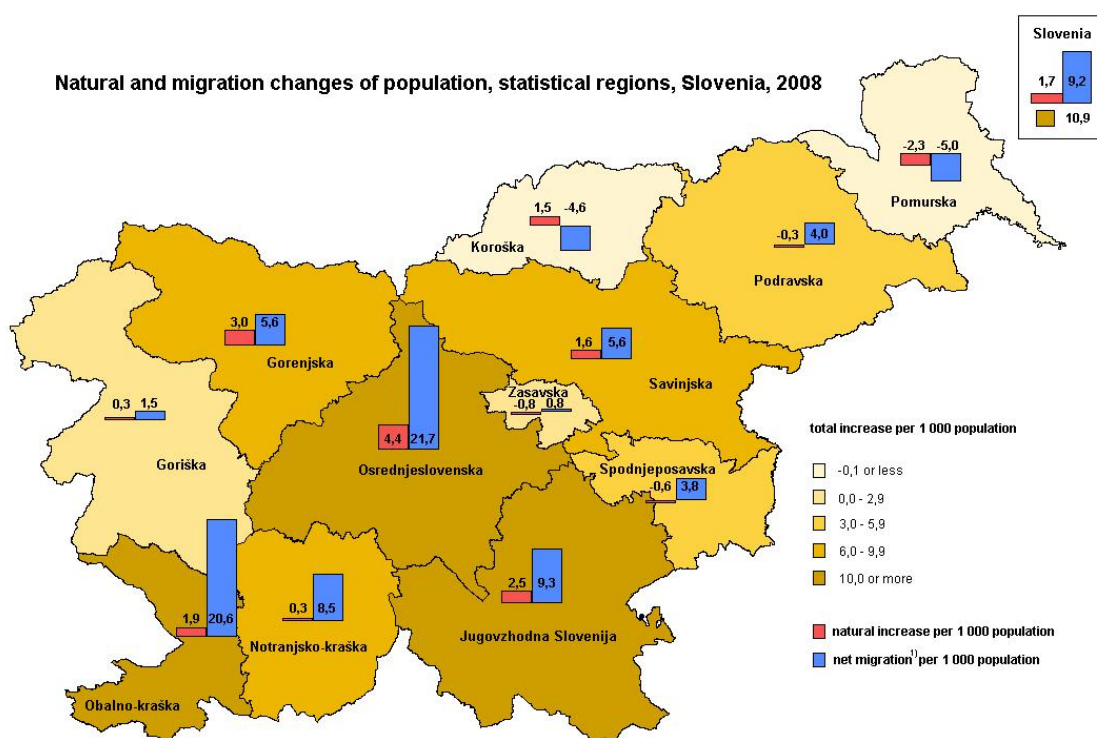 Slovenia
1,7 9,2
10,9
Natural and migration changes of population, statistical regions, Slovenia, 2008
-2,3 -5,0
Pomurska
1,5 -4,6
Koroška
-0,3 4,0
Podravska
3,0 5,6
Gorenjska
1,6 5,6
Savinjska
Zasavska
-0,8 0,8
0,3 1,5
Goriška
4,4 21,7
Osrednjeslovenska
Spodnjeposavska
-0,6 3,8
1,9 20,6
Obalno-kraška
0,3 8,5
Notranjsko-kraška
2,5 9,3
Jugovzhodna Slovenija
total increase per 1 000 population
-0,1 or less
0,0 - 2,9
3,0 - 5,9
6,0 - 9,9
10,0 or more
natural increase per 1 000 population
net migration¹⁾ per 1 000 population